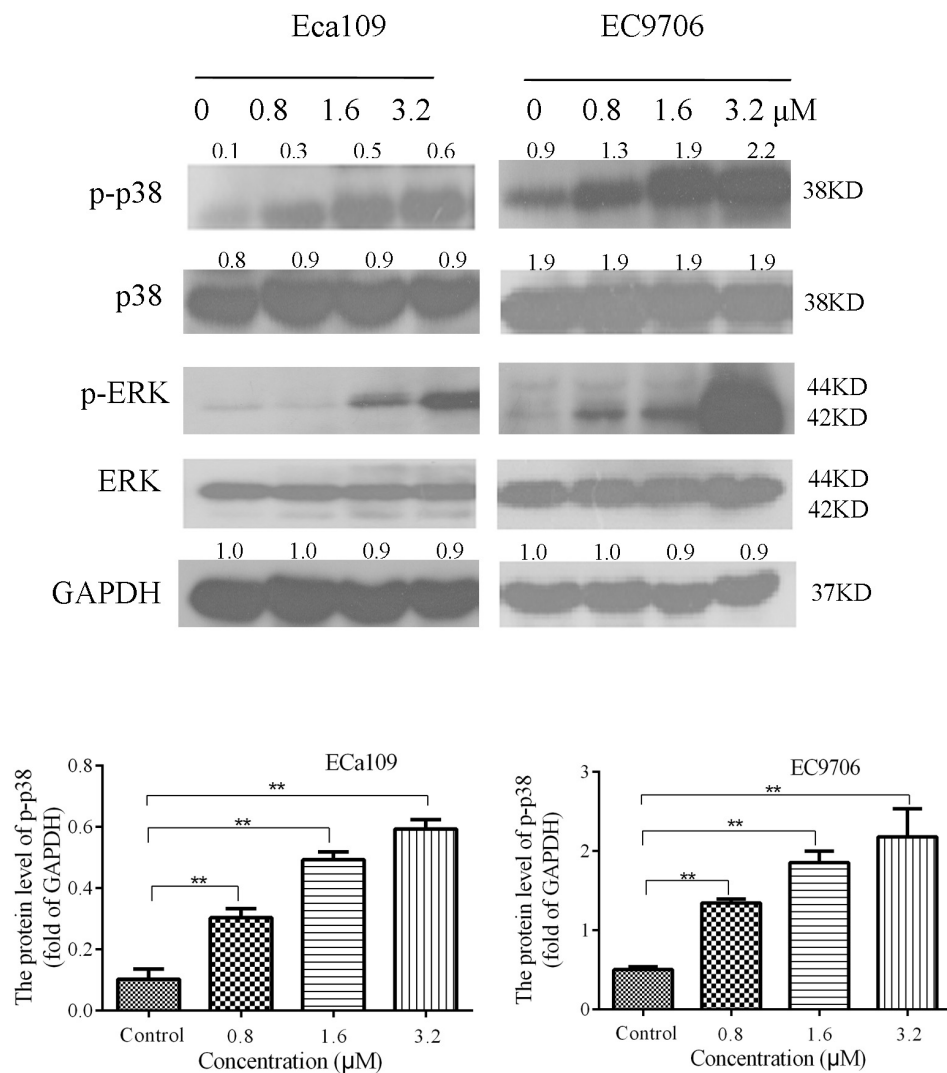 Eca109 EC9706
0 0.8 1.6 3.2 0 0.8 1.6 3.2 μM
0.1 0.3 0.5 0.6 0.9 1.3 1.9 2.2
p-p38 38KD
0.8 0.9 0.9 0.9 1.9 1.9 1.9 1.9
p38 38KD
p-ERK 44KD
42KD
ERK 44KD
42KD
1.0 1.0 0.9 0.9 1.0 1.0 0.9 0.9
GAPDH 37KD
The protein level of p-p38
(fold of GAPDH)
ECa109
0.8
0.6
0.4
0.2
0.0
**
**
**
Control 0.8 1.6 3.2
Concentration (μM)
The protein level of p-p38
(fold of GAPDH)
EC9706
3
2
1
0
**
**
**
Control 0.8 1.6 3.2
Concentration (μM)